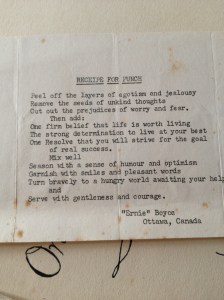 RECEIPE FOR PUNCH
Peel off the layers of egotism and jealousy
Remove the seeds of unkind thoughts
Cut out the prejudices of worry and fear.
Then add:
One firm belief that life is worth living
The strong determination to live at your best
One Resolve that you will strive for the goal
of real success.
Mix well
Season with a sense of humour and optimism
Garnish with smiles and pleasant words
Turn bravely to a hungry world awaiting your help
and
Serve with gentleness and courage.
"Ernie" Boyce
Ottawa, Canada